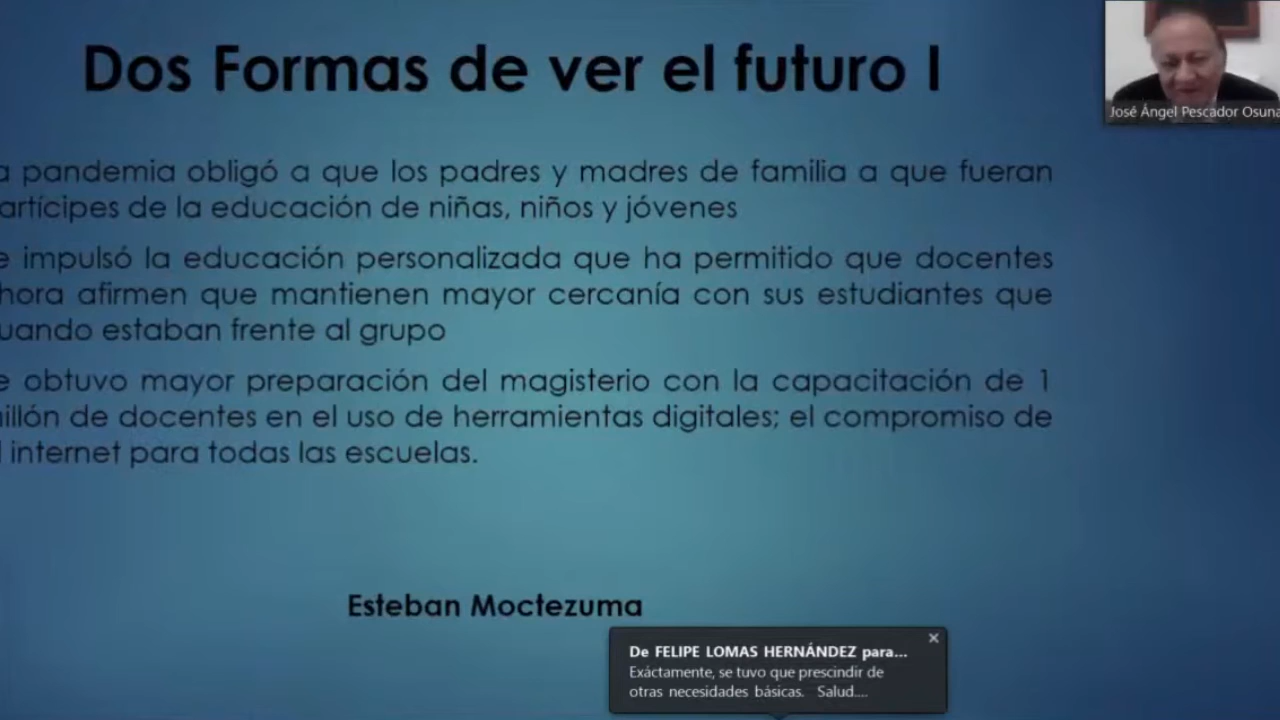 Dos Formas de ver el futuro I
José Ángel Pescador Osuna
a pandemia obligó a que los padres y madres de familia a que fueran
artícipes de la educación de niñas, niños y jóvenes
e impulsó la educación personalizada que ha permitido que docentes
hora afirmen que mantienen mayor cercanía con sus estudiantes que
uando estaban frente al grupo
e obtuvo mayor preparación del magisterio con la capacitación de 1
illón de docentes en el uso de herramientas digitales; el compromiso de
l internet para todas las escuelas.
Esteban Moctezuma
De FELIPE LOMAS HERNÁNDEZ para...
Exáctamente, se tuvo que prescindir de
otras necesidades básicas. Salud....